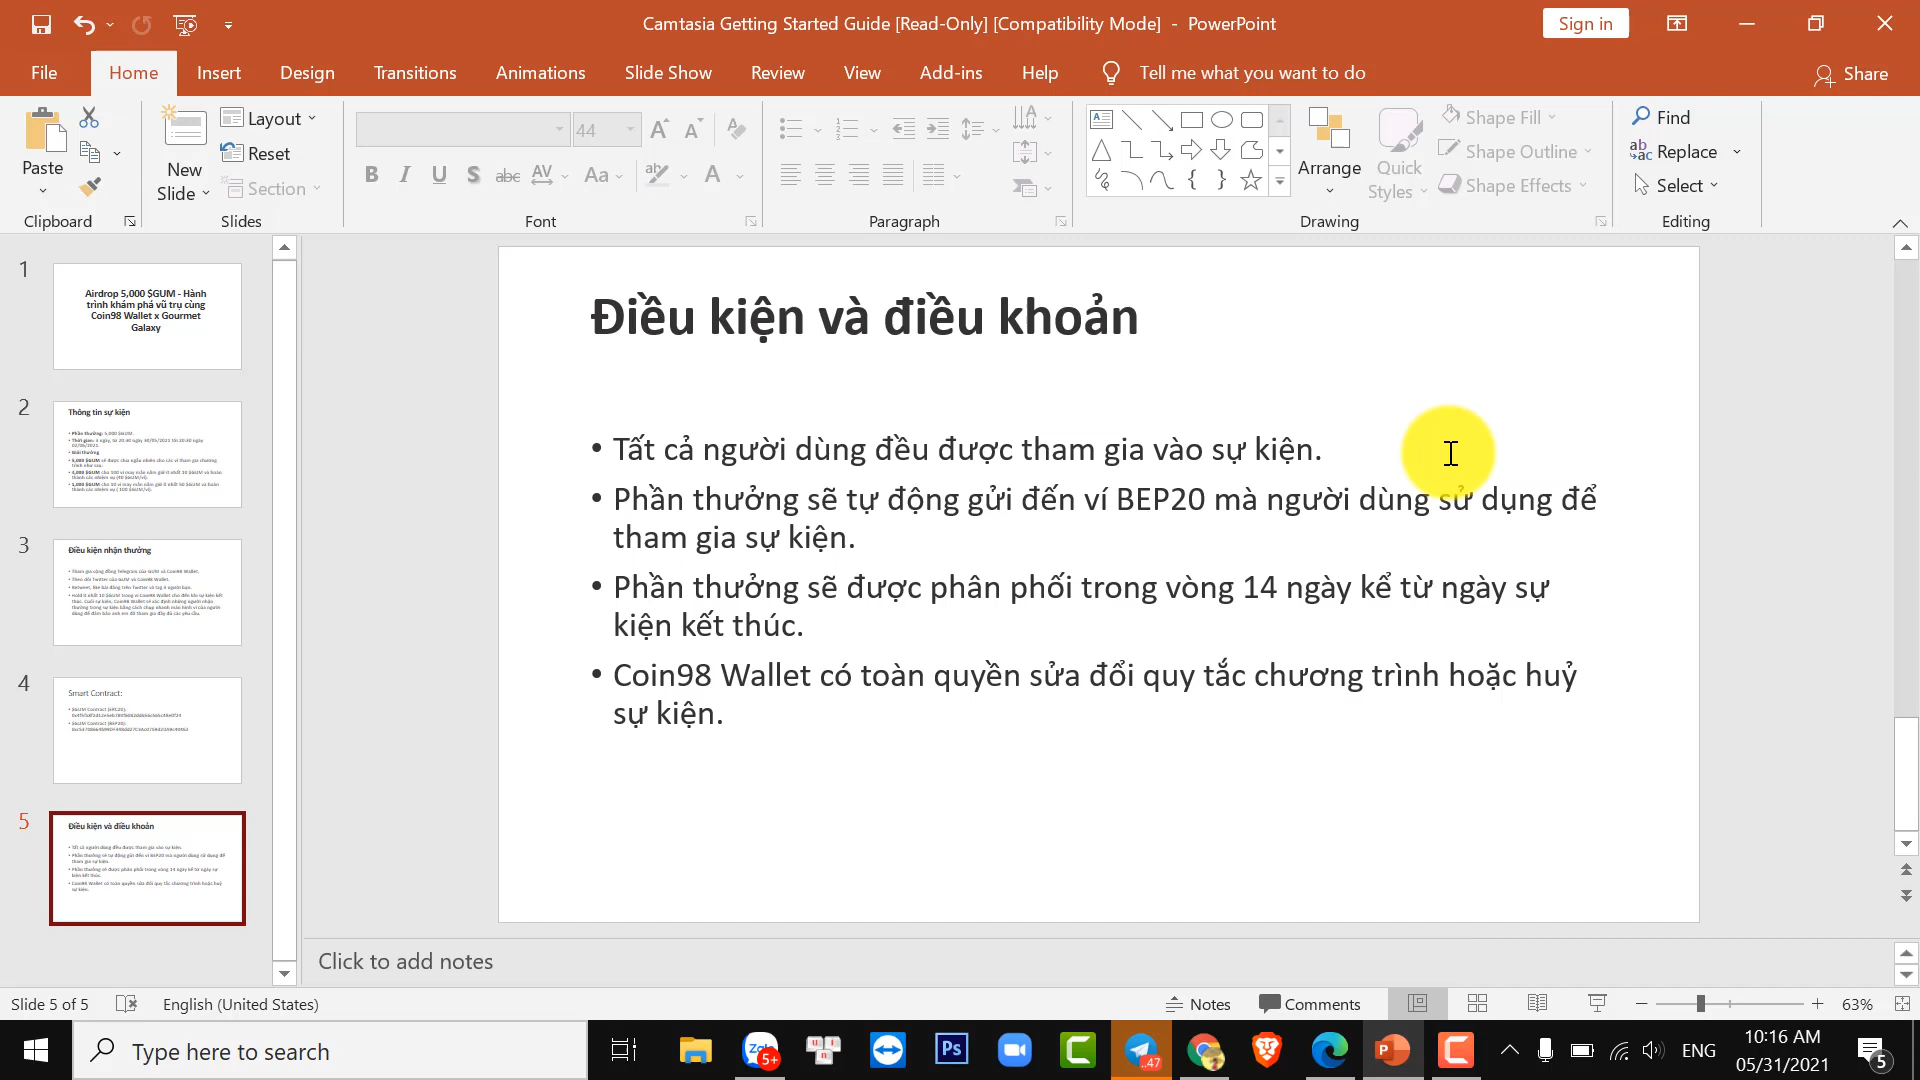 Camtasia Getting Started Guide [Read-Only] [Compatibility Mode] - PowerPoint
Sign in
File Home Insert Design Transitions Animations Slide Show Review View Add-ins Help Tell me what you want to do Share
Paste
New Slide
Layout
Reset
Section
44
Arrange
Quick Styles
Shape Fill
Shape Outline
Shape Effects
Find
Replace
Select
Clipboard Slides Font Paragraph Drawing Editing
1
Airdrop 5,000 $GUM - Hành
trình khám phá vũ trụ cùng
Coin98 Wallet x Gourmet
Galaxy
2
Thông tin sự kiện
3
Điều kiện nhận thưởng
4
Smart Contract:
5
Điều kiện và điều khoản
Điều kiện và điều khoản
• Tất cả người dùng đều được tham gia vào sự kiện.
• Phần thưởng sẽ tự động gửi đến ví BEP20 mà người dùng sử dụng để
tham gia sự kiện.
• Phần thưởng sẽ được phân phối trong vòng 14 ngày kể từ ngày sự
kiện kết thúc.
• Coin98 Wallet có toàn quyền sửa đổi quy tắc chương trình hoặc huỷ
sự kiện.
Click to add notes
Slide 5 of 5 English (United States) Notes Comments 63%
Type here to search
ENG
10:16 AM
05/31/2021
5